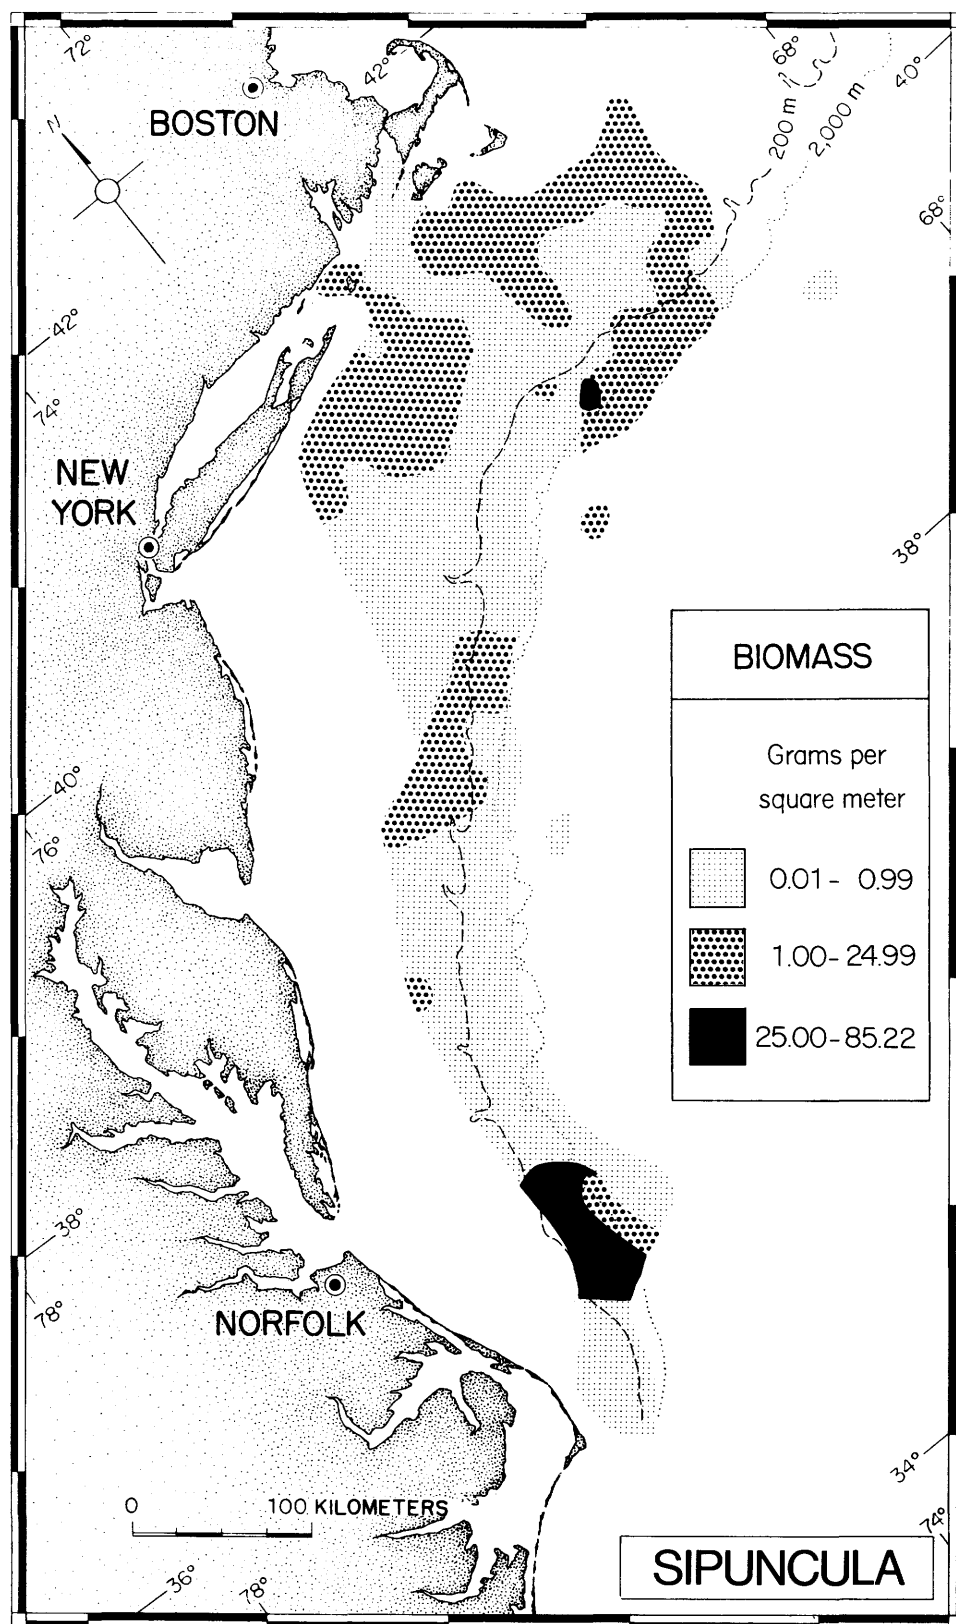 72°
42°
68°
40°
BOSTON
N
200 m
2,000 m
68°
42°
74°
NEW
YORK
38°
BIOMASS
Grams per
square meter
0.01 - 0.99
1.00 - 24.99
25.00 - 85.22
40°
76°
38°
78°
NORFOLK
34°
74°
0 100 KILOMETERS
36°
78°
SIPUNCULA